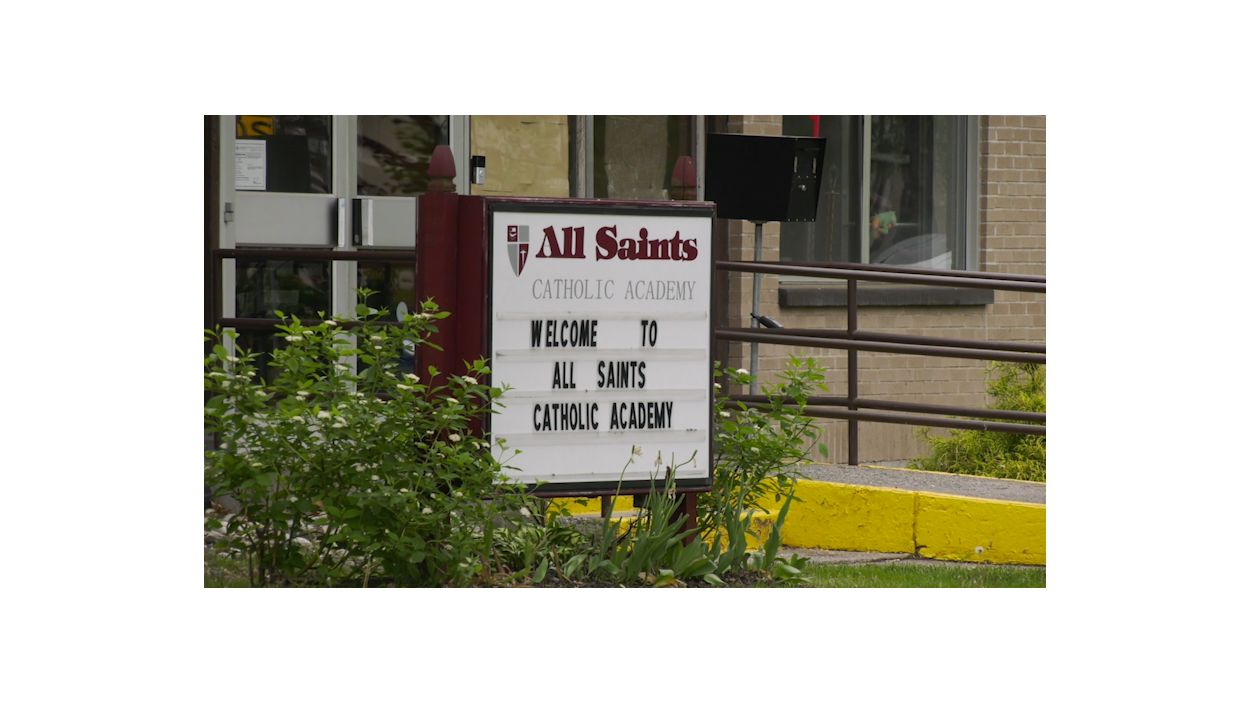 All Saints
CATHOLIC ACADEMY
WELCOME TO
ALL SAINTS
CATHOLIC ACADEMY